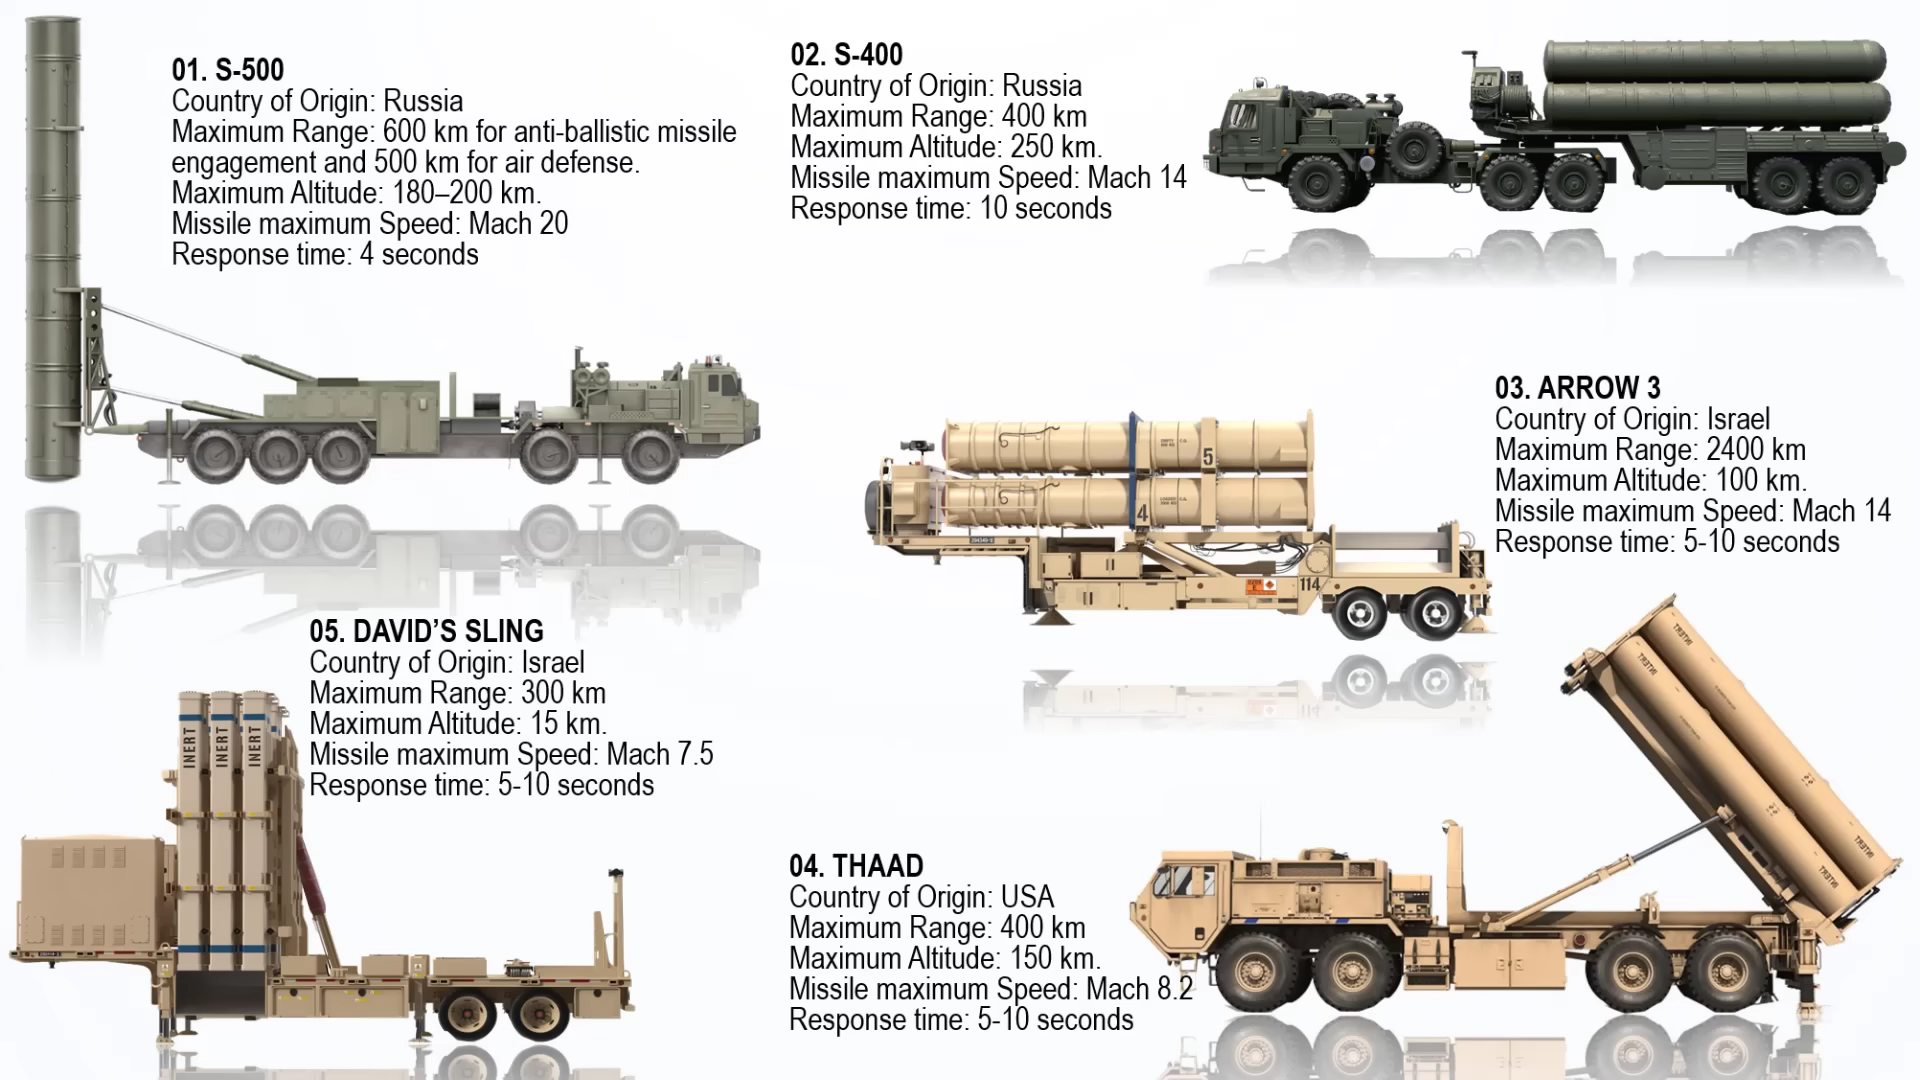 01. S-500
Country of Origin: Russia
Maximum Range: 600 km for anti-ballistic missile
engagement and 500 km for air defense.
Maximum Altitude: 180–200 km.
Missile maximum Speed: Mach 20
Response time: 4 seconds
02. S-400
Country of Origin: Russia
Maximum Range: 400 km
Maximum Altitude: 250 km.
Missile maximum Speed: Mach 14
Response time: 10 seconds
03. ARROW 3
Country of Origin: Israel
Maximum Range: 2400 km
Maximum Altitude: 100 km.
Missile maximum Speed: Mach 14
Response time: 5-10 seconds
5
4
114
05. DAVID’S SLING
Country of Origin: Israel
Maximum Range: 300 km
Maximum Altitude: 15 km.
Missile maximum Speed: Mach 7.5
Response time: 5-10 seconds
INERT
INERT
INERT
04. THAAD
Country of Origin: USA
Maximum Range: 400 km
Maximum Altitude: 150 km.
Missile maximum Speed: Mach 8.2
Response time: 5-10 seconds
INTERT
INTERT
INTERT
INTERT